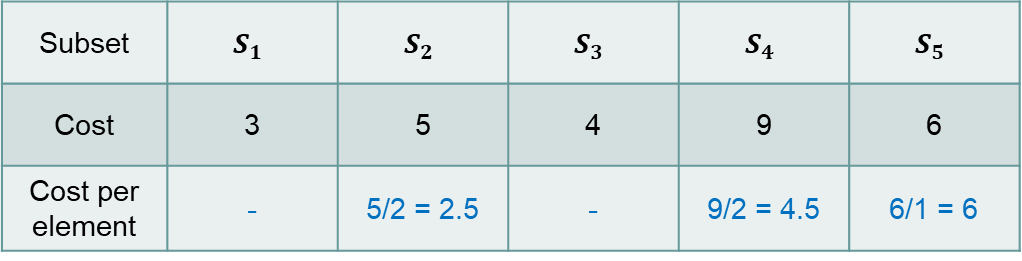 Subset S₁ S₂ S₃ S₄ S₅
Cost 3 5 4 9 6
Cost per
element - 5/2 = 2.5 - 9/2 = 4.5 6/1 = 6